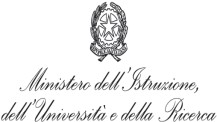 Ministero dell'Istruzione,
dell'Università e della Ricerca